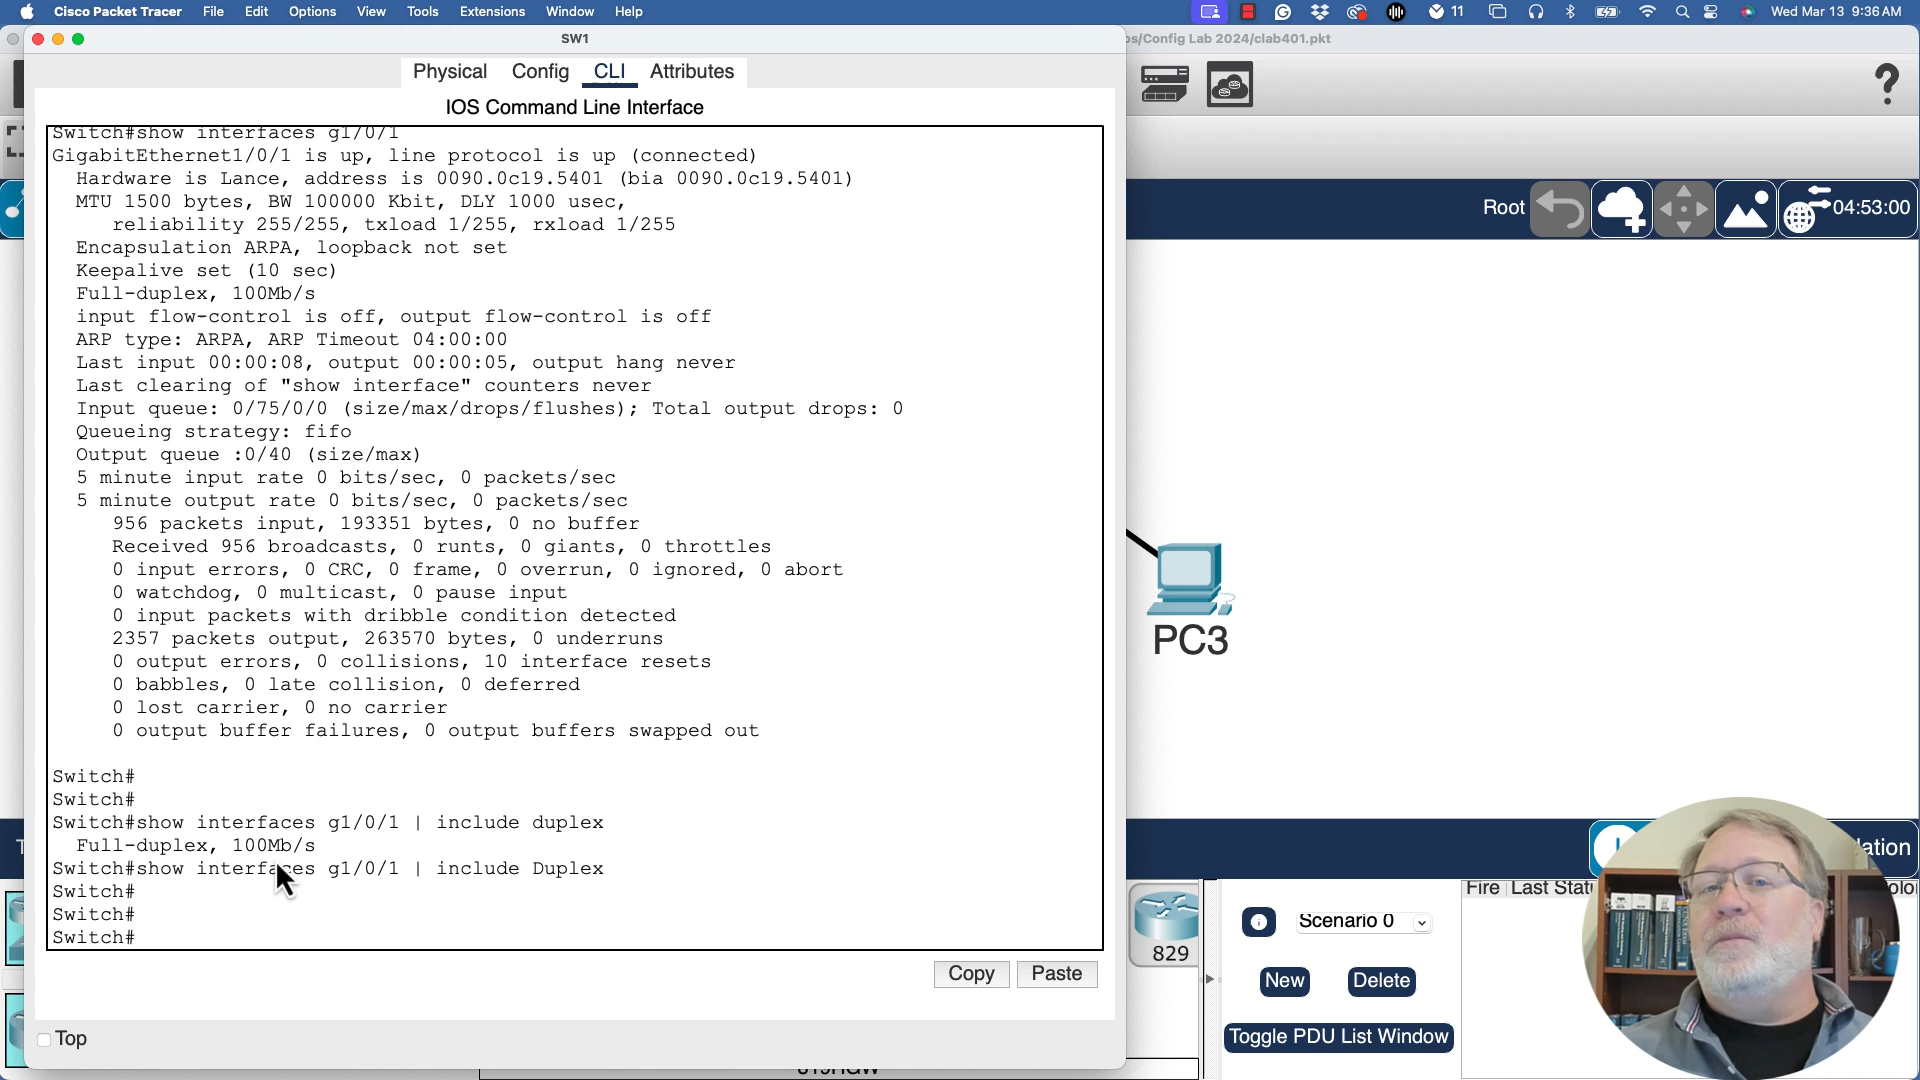 Cisco Packet Tracer File Edit Options View Tools Extensions Window Help 11 Wed Mar 13 9:36 AM
SW1
os/Config Lab 2024/clab401.pkt
Physical Config CLI Attributes
IOS Command Line Interface
Switch#show interfaces g1/0/1
GigabitEthernet1/0/1 is up, line protocol is up (connected)
Hardware is Lance, address is 0090.0c19.5401 (bia 0090.0c19.5401)
MTU 1500 bytes, BW 100000 Kbit, DLY 1000 usec,
reliability 255/255, txload 1/255, rxload 1/255
Encapsulation ARPA, loopback not set
Keepalive set (10 sec)
Full-duplex, 100Mb/s
input flow-control is off, output flow-control is off
ARP type: ARPA, ARP Timeout 04:00:00
Last input 00:00:08, output 00:00:05, output hang never
Last clearing of "show interface" counters never
Input queue: 0/75/0/0 (size/max/drops/flushes); Total output drops: 0
Queueing strategy: fifo
Output queue :0/40 (size/max)
5 minute input rate 0 bits/sec, 0 packets/sec
5 minute output rate 0 bits/sec, 0 packets/sec
956 packets input, 193351 bytes, 0 no buffer
Received 956 broadcasts, 0 runts, 0 giants, 0 throttles
0 input errors, 0 CRC, 0 frame, 0 overrun, 0 ignored, 0 abort
0 watchdog, 0 multicast, 0 pause input
0 input packets with dribble condition detected
2357 packets output, 263570 bytes, 0 underruns
0 output errors, 0 collisions, 10 interface resets
0 babbles, 0 late collision, 0 deferred
0 lost carrier, 0 no carrier
0 output buffer failures, 0 output buffers swapped out
Switch#
Switch#
Switch#show interfaces g1/0/1 | include duplex
Full-duplex, 100Mb/s
Switch#show interfaces g1/0/1 | include Duplex
Switch#
Switch#
Switch#
Copy Paste
Top
Root 04:53:00
PC3
lation
829
Scenario 0
New Delete
Toggle PDU List Window
Fire Last Stat olo